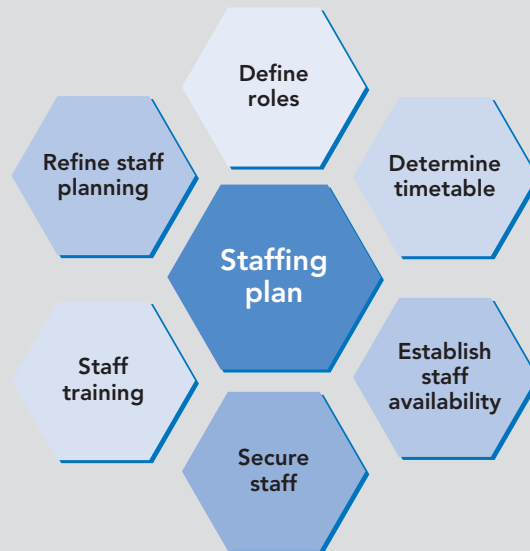 Define
roles
Determine
timetable
Establish
staff
availability
Secure
staff
Staff
training
Refine staff
planning
Staffing
plan